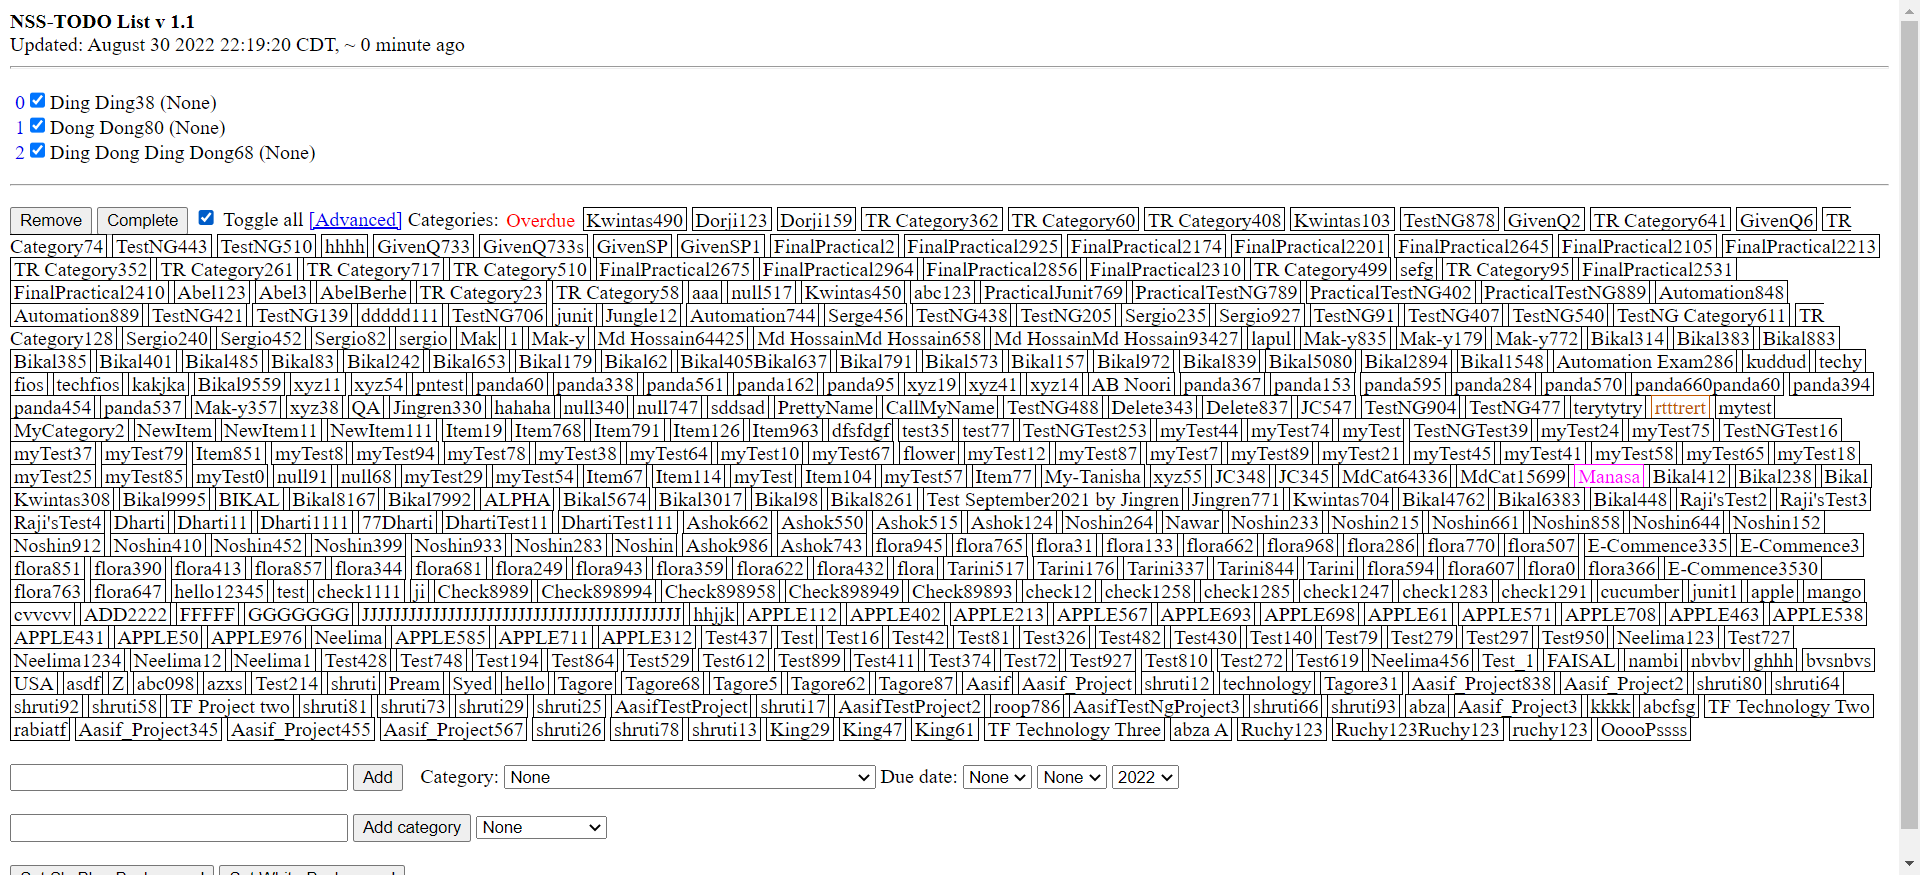 NSS-TODO List v 1.1
Updated: August 30 2022 22:19:20 CDT, ~ 0 minute ago
0 Ding Ding38 (None)
1 Dong Dong80 (None)
2 Ding Dong Ding Dong68 (None)
Remove Complete Toggle all [Advanced] Categories: Overdue Kwintas490 Dorji123 Dorji159 TR Category362 TR Category60 TR Category408 Kwintas103 TestNG878 GivenQ2 TR Category641 GivenQ6 TR
Category74 TestNG443 TestNG510 hhhh GivenQ733 GivenQ733s GivenSP GivenSP1 FinalPractical2 FinalPractical2925 FinalPractical2174 FinalPractical2201 FinalPractical2645 FinalPractical2105 FinalPractical2213
TR Category352 TR Category261 TR Category717 TR Category510 FinalPractical2675 FinalPractical2964 FinalPractical2856 FinalPractical2310 TR Category499 sefg TR Category95 FinalPractical2531
FinalPractical2410 Abel123 Abel3 AbelBerhe TR Category23 TR Category58 aaa null517 Kwintas450 abc123 PracticalJunit769 PracticalTestNG789 PracticalTestNG402 PracticalTestNG889 Automation848
Automation889 TestNG421 TestNG139 ddddd111 TestNG706 junit Jungle12 Automation744 Serge456 TestNG438 TestNG205 Sergio235 Sergio927 TestNG91 TestNG407 TestNG540 TestNG Category611 TR
Category128 Sergio240 Sergio452 Sergio82 sergio Mak 1 Mak-y Md Hossain64425 Md HossainMd Hossain658 Md HossainMd Hossain93427 lapul Mak-y835 Mak-y179 Mak-y772 Bikal314 Bikal383 Bikal883
Bikal385 Bikal401 Bikal485 Bikal83 Bikal242 Bikal653 Bikal179 Bikal62 Bikal405Bikal637 Bikal791 Bikal573 Bikal157 Bikal972 Bikal839 Bikal5080 Bikal2894 Bikal1548 Automation Exam286 kuddud techy
fios techfios kakjka Bikal9559 xyz11 xyz54 pntest panda60 panda338 panda561 panda162 panda95 xyz19 xyz41 xyz14 AB Noori panda367 panda153 panda595 panda284 panda570 panda660panda60 panda394
panda454 panda537 Mak-y357 xyz38 QA Jingren330 hahaha null340 null747 sddsad PrettyName CallMyName TestNG488 Delete343 Delete837 JC547 TestNG904 TestNG477 terytytry rtttrert mytest
MyCategory2 NewItem NewItem11 NewItem111 Item19 Item768 Item791 Item126 Item963 dfsfdgf test35 test77 TestNGTest253 myTest44 myTest74 myTest TestNGTest39 myTest24 myTest75 TestNGTest16
myTest37 myTest79 Item851 myTest8 myTest94 myTest78 myTest38 myTest64 myTest10 myTest67 flower myTest12 myTest87 myTest7 myTest89 myTest21 myTest45 myTest41 myTest58 myTest65 myTest18
myTest25 myTest85 myTest0 null91 null68 myTest29 myTest54 Item67 Item114 myTest Item104 myTest57 Item77 My-Tanisha xyz55 JC348 JC345 MdCat64336 MdCat15699 Manasa Bikal412 Bikal238 Bikal
Kwintas308 Bikal9995 BIKAL Bikal8167 Bikal7992 ALPHA Bikal5674 Bikal3017 Bikal98 Bikal8261 Test September2021 by Jingren Jingren771 Kwintas704 Bikal4762 Bikal6383 Bikal448 Raji'sTest2 Raji'sTest3
Raji'sTest4 Dharti Dharti11 Dharti1111 77Dharti DhartiTest11 DhartiTest111 Ashok662 Ashok550 Ashok515 Ashok124 Noshin264 Nawar Noshin233 Noshin215 Noshin661 Noshin858 Noshin644 Noshin152
Noshin912 Noshin410 Noshin452 Noshin399 Noshin933 Noshin283 Noshin Ashok986 Ashok743 flora945 flora765 flora31 flora133 flora662 flora968 flora286 flora770 flora507 E-Commence335 E-Commence3
flora851 flora390 flora413 flora857 flora344 flora681 flora249 flora943 flora359 flora622 flora432 flora Tarini517 Tarini176 Tarini337 Tarini844 Tarini flora594 flora607 flora0 flora366 E-Commence3530
flora763 flora647 hello12345 test check1111 ji Check8989 Check898994 Check898958 Check898949 Check89893 check12 check1258 check1285 check1247 check1283 check1291 cucumber junit1 apple mango
cvvcvv ADD2222 FFFFF GGGGGGG JJJJJJJJJJJJJJJJJJJJJJJJJJJJJJJJJJJJJJJ hhjjk APPLE112 APPLE402 APPLE213 APPLE567 APPLE693 APPLE698 APPLE61 APPLE571 APPLE708 APPLE463 APPLE538
APPLE431 APPLE50 APPLE976 Neelima APPLE585 APPLE711 APPLE312 Test437 Test Test16 Test42 Test81 Test326 Test482 Test430 Test140 Test79 Test279 Test297 Test950 Neelima123 Test727
Neelima1234 Neelima12 Neelima1 Test428 Test748 Test194 Test864 Test529 Test612 Test899 Test411 Test374 Test72 Test927 Test810 Test272 Test619 Neelima456 Test_1 FAISAL nambi nbvbv ghhh bvsnbvs
USA asdf Z abc098 azxs Test214 shruti Pream Syed hello Tagore Tagore68 Tagore5 Tagore62 Tagore87 Aasif Aasif_Project shruti12 technology Tagore31 Aasif_Project838 Aasif_Project2 shruti80 shruti64
shruti92 shruti58 TF Project two shruti81 shruti73 shruti29 shruti25 AasifTestProject shruti17 AasifTestProject2 roop786 AasifTestNgProject3 shruti66 shruti93 abza Aasif_Project3 kkkk abcfsg TF Technology Two
rabiatf Aasif_Project345 Aasif_Project455 Aasif_Project567 shruti26 shruti78 shruti13 King29 King47 King61 TF Technology Three abza A Ruchy123 Ruchy123Ruchy123 ruchy123 OoooPssss
Add Category: None Due date: None None 2022
Add category None